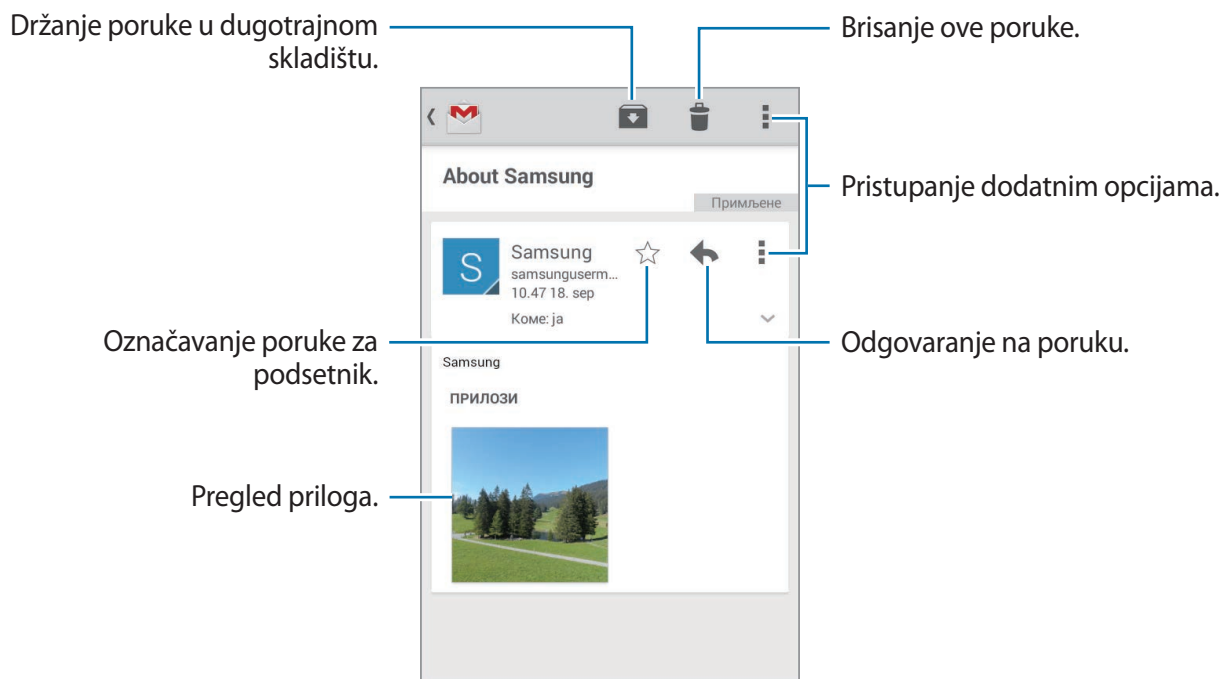 Držanje poruke u dugotrajnom
skladištu.
Brisanje ove poruke.
About Samsung
Примљене
Pristupanje dodatnim opcijama.
S
Samsung
samsunguserm...
10.47 18. sep
Коме: ја
Označavanje poruke za
podsetnik.
Odgovaranje na poruku.
Samsung
ПРИЛОЗИ
Pregled priloga.